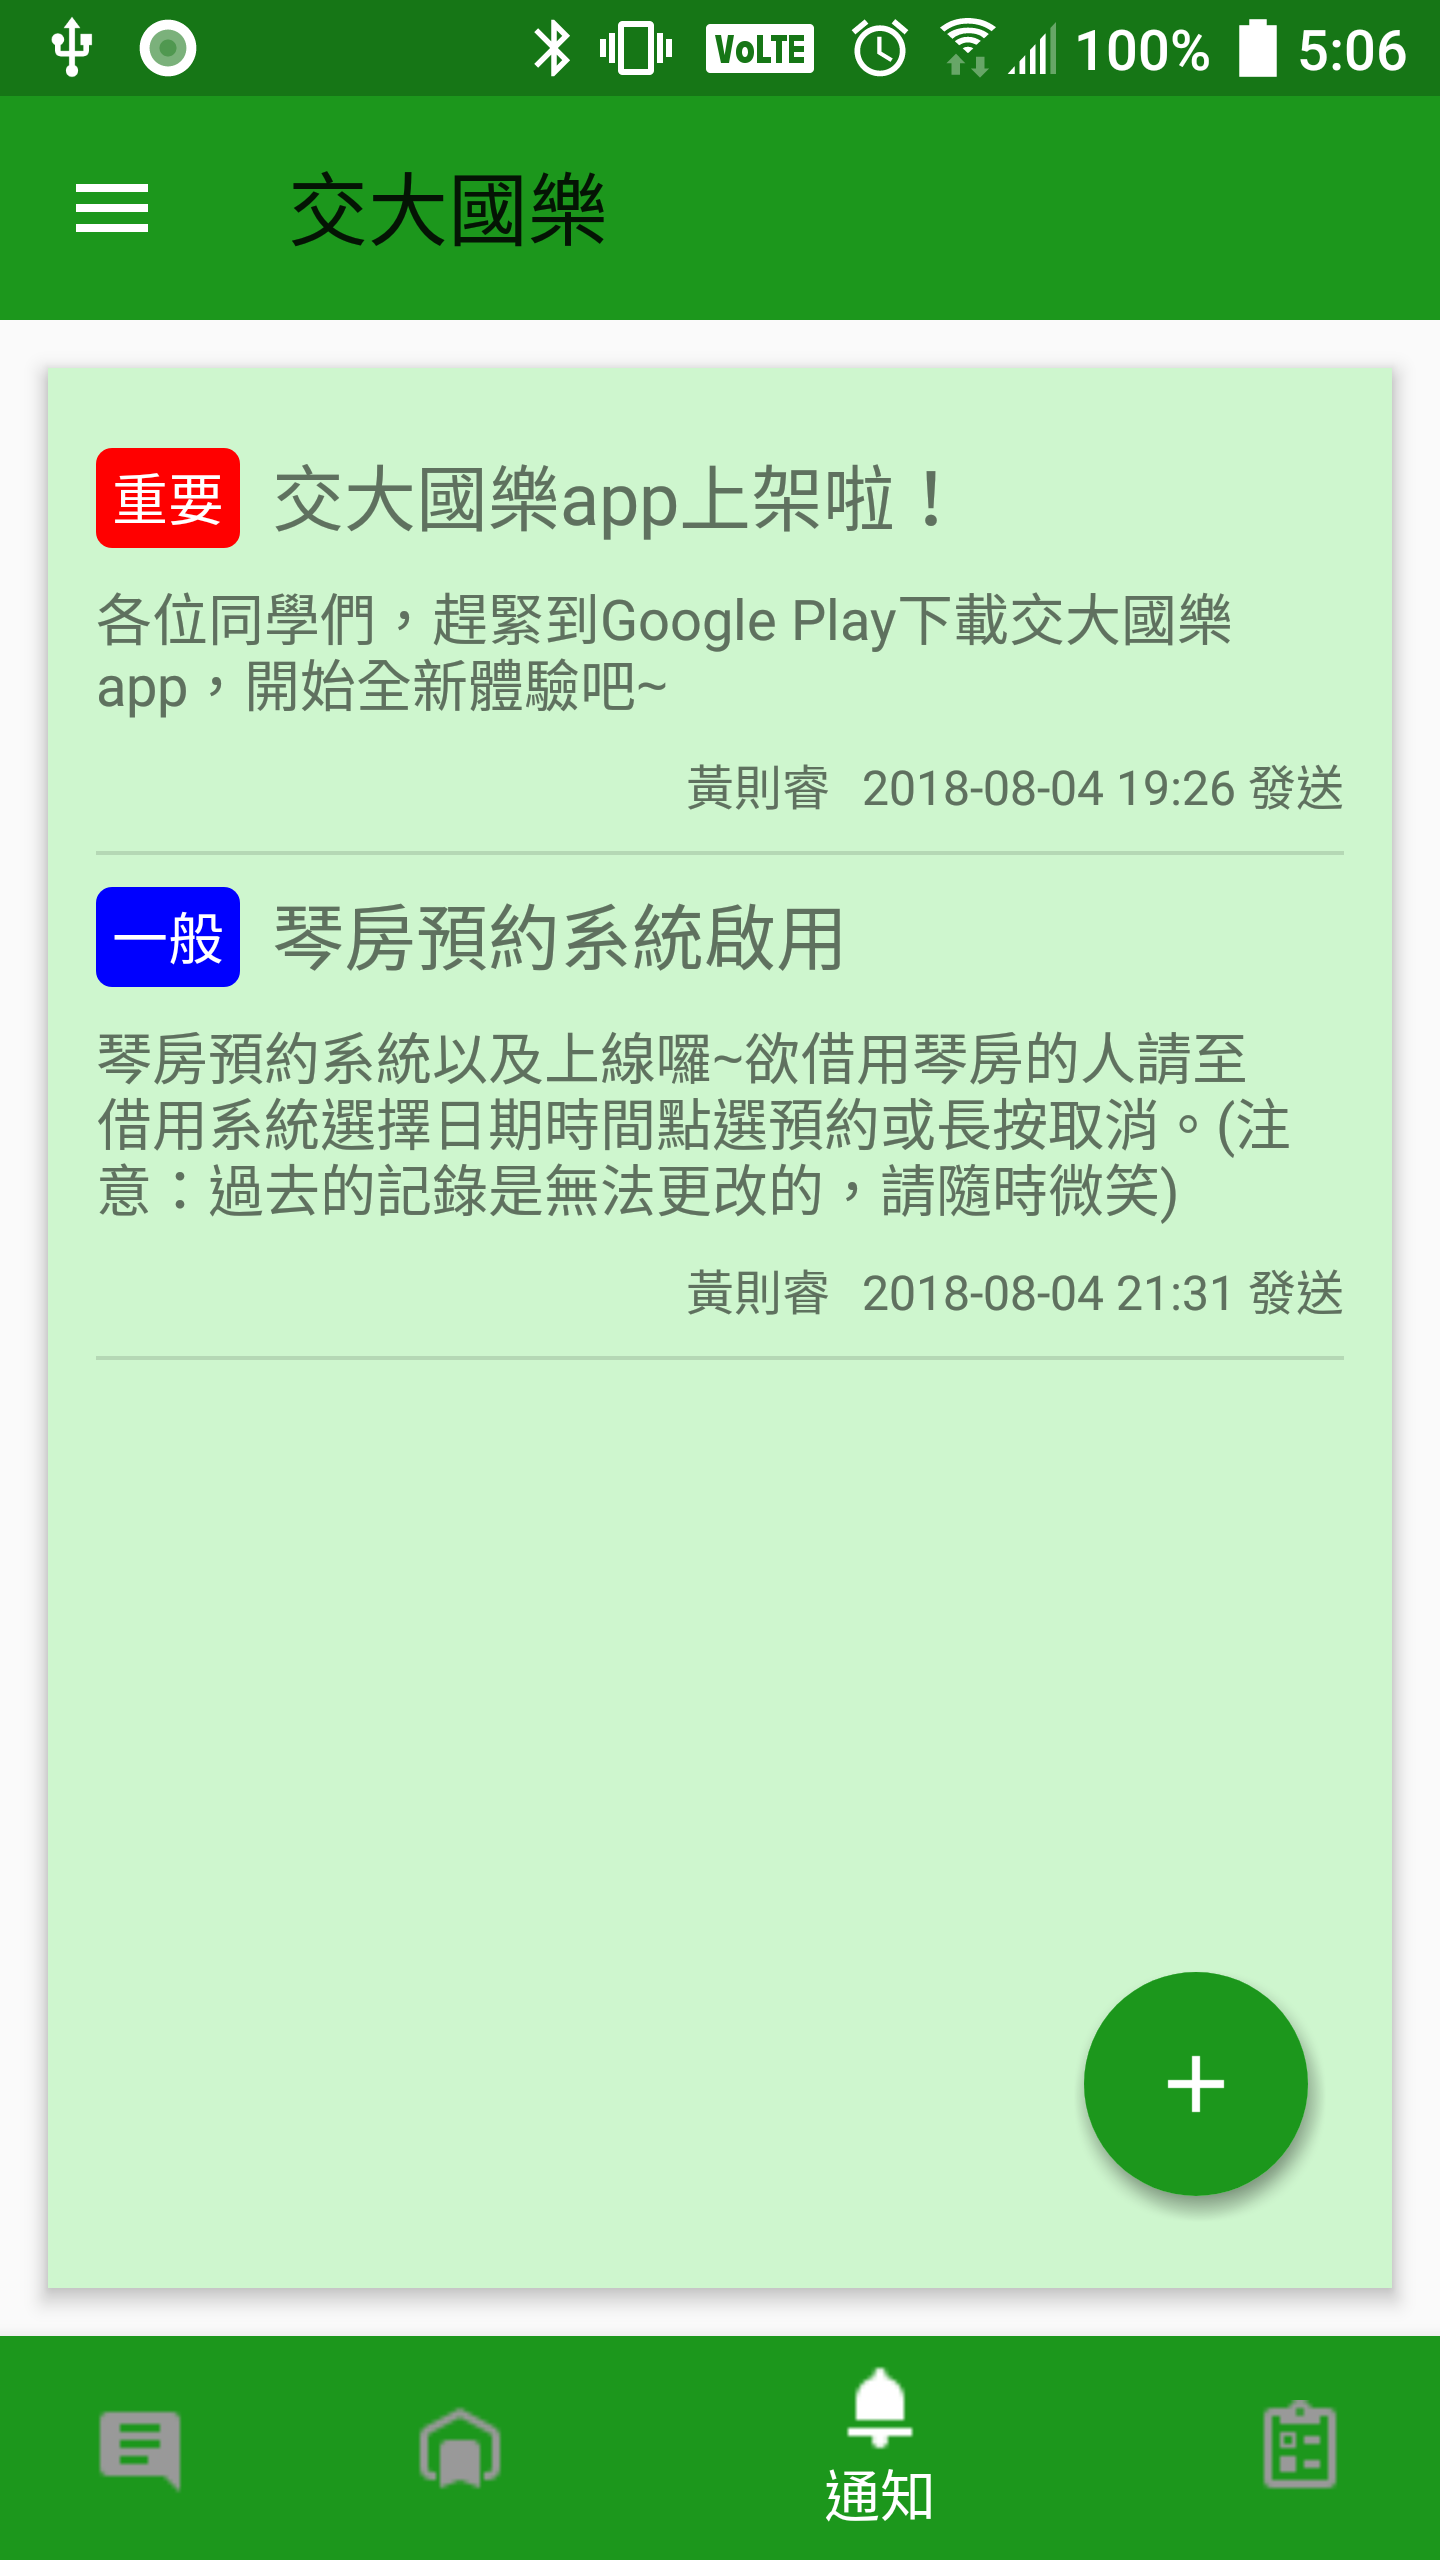 VoLTE 100% 5:06
交大國樂
重要 交大國樂app上架啦！
各位同學們，趕緊到Google Play下載交大國樂
app，開始全新體驗吧~
黃則睿 2018-08-04 19:26 發送
一般 琴房預約系統啟用
琴房預約系統以及上線囉~欲借用琴房的人請至
借用系統選擇日期時間點選預約或長按取消。(注
意：過去的記錄是無法更改的，請隨時微笑)
黃則睿 2018-08-04 21:31 發送
通知